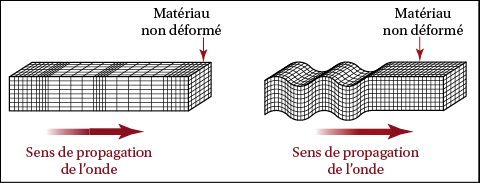 Matériau
non déformé
Sens de propagation
de l'onde
Matériau
non déformé
Sens de propagation
de l'onde